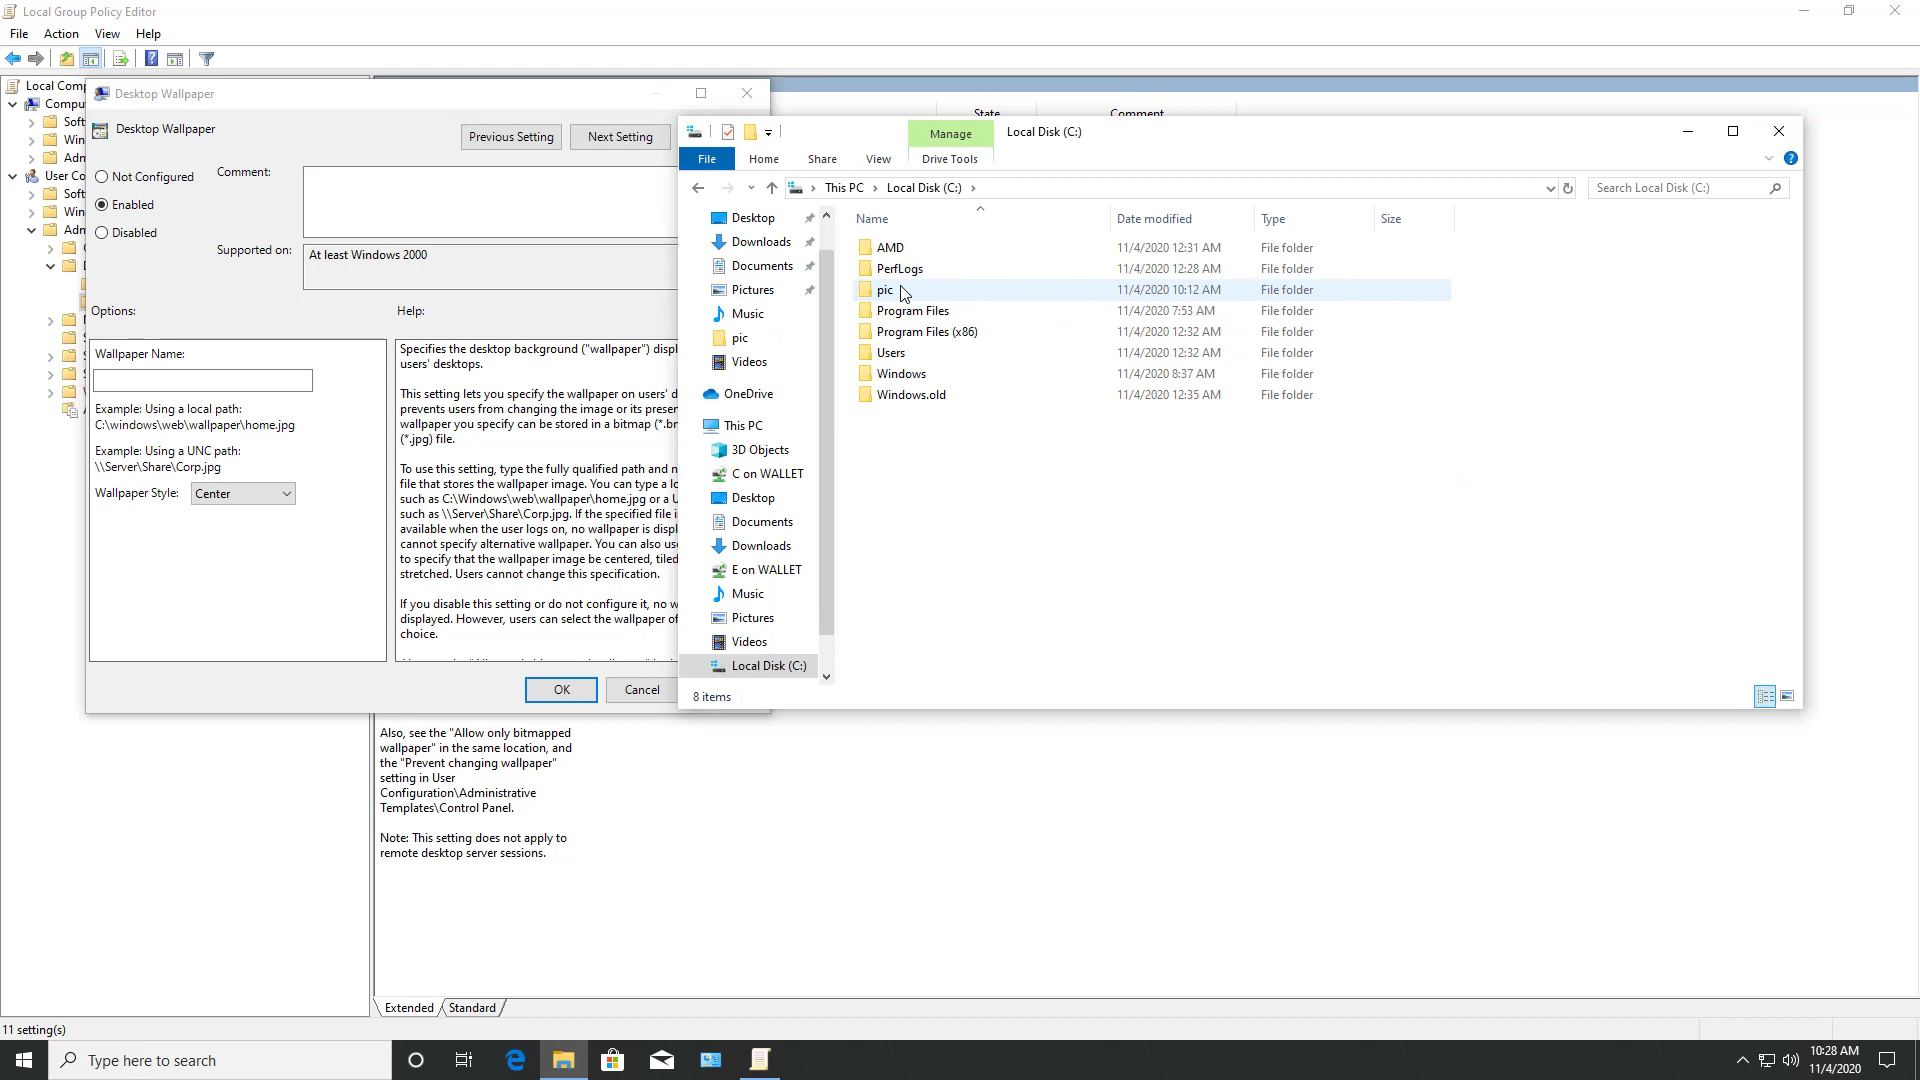 Local Group Policy Editor
File Action View Help
Local Comp
Compu
Soft
Win
Adm
User Co
Soft
Win
Adm
Desktop Wallpaper
Desktop Wallpaper
Previous Setting
Next Setting
Not Configured
Enabled
Disabled
Comment:
Supported on:
At least Windows 2000
Options:
Help:
Wallpaper Name:
Example: Using a local path:
C:\windows\web\wallpaper\home.jpg
Example: Using a UNC path:
\\Server\Share\Corp.jpg
Wallpaper Style: Center
Specifies the desktop background ("wallpaper") displ
users' desktops.
This setting lets you specify the wallpaper on users' d
prevents users from changing the image or its presen
wallpaper you specify can be stored in a bitmap (*.bm
(*.jpg) file.
To use this setting, type the fully qualified path and n
file that stores the wallpaper image. You can type a lo
such as C:\Windows\web\wallpaper\home.jpg or a U
such as \\Server\Share\Corp.jpg. If the specified file i
available when the user logs on, no wallpaper is displ
cannot specify alternative wallpaper. You can also use
to specify that the wallpaper image be centered, tiled
stretched. Users cannot change this specification.
If you disable this setting or do not configure it, no w
displayed. However, users can select the wallpaper of
choice.
OK
Cancel
State
Comment
Manage
Local Disk (C:)
File Home Share View Drive Tools
This PC Local Disk (C:)
Search Local Disk (C:)
Desktop
Downloads
Documents
Pictures
Music
pic
Videos
OneDrive
This PC
3D Objects
C on WALLET
Desktop
Documents
Downloads
E on WALLET
Music
Pictures
Videos
Local Disk (C:)
Name Date modified Type Size
AMD 11/4/2020 12:31 AM File folder
PerfLogs 11/4/2020 12:28 AM File folder
pic 11/4/2020 10:12 AM File folder
Program Files 11/4/2020 7:53 AM File folder
Program Files (x86) 11/4/2020 12:32 AM File folder
Users 11/4/2020 12:32 AM File folder
Windows 11/4/2020 8:37 AM File folder
Windows.old 11/4/2020 12:35 AM File folder
8 items
Also, see the "Allow only bitmapped
wallpaper" in the same location, and
the "Prevent changing wallpaper"
setting in User
Configuration\Administrative
Templates\Control Panel.
Note: This setting does not apply to
remote desktop server sessions.
Extended
Standard
11 setting(s)
Type here to search
10:28 AM
11/4/2020